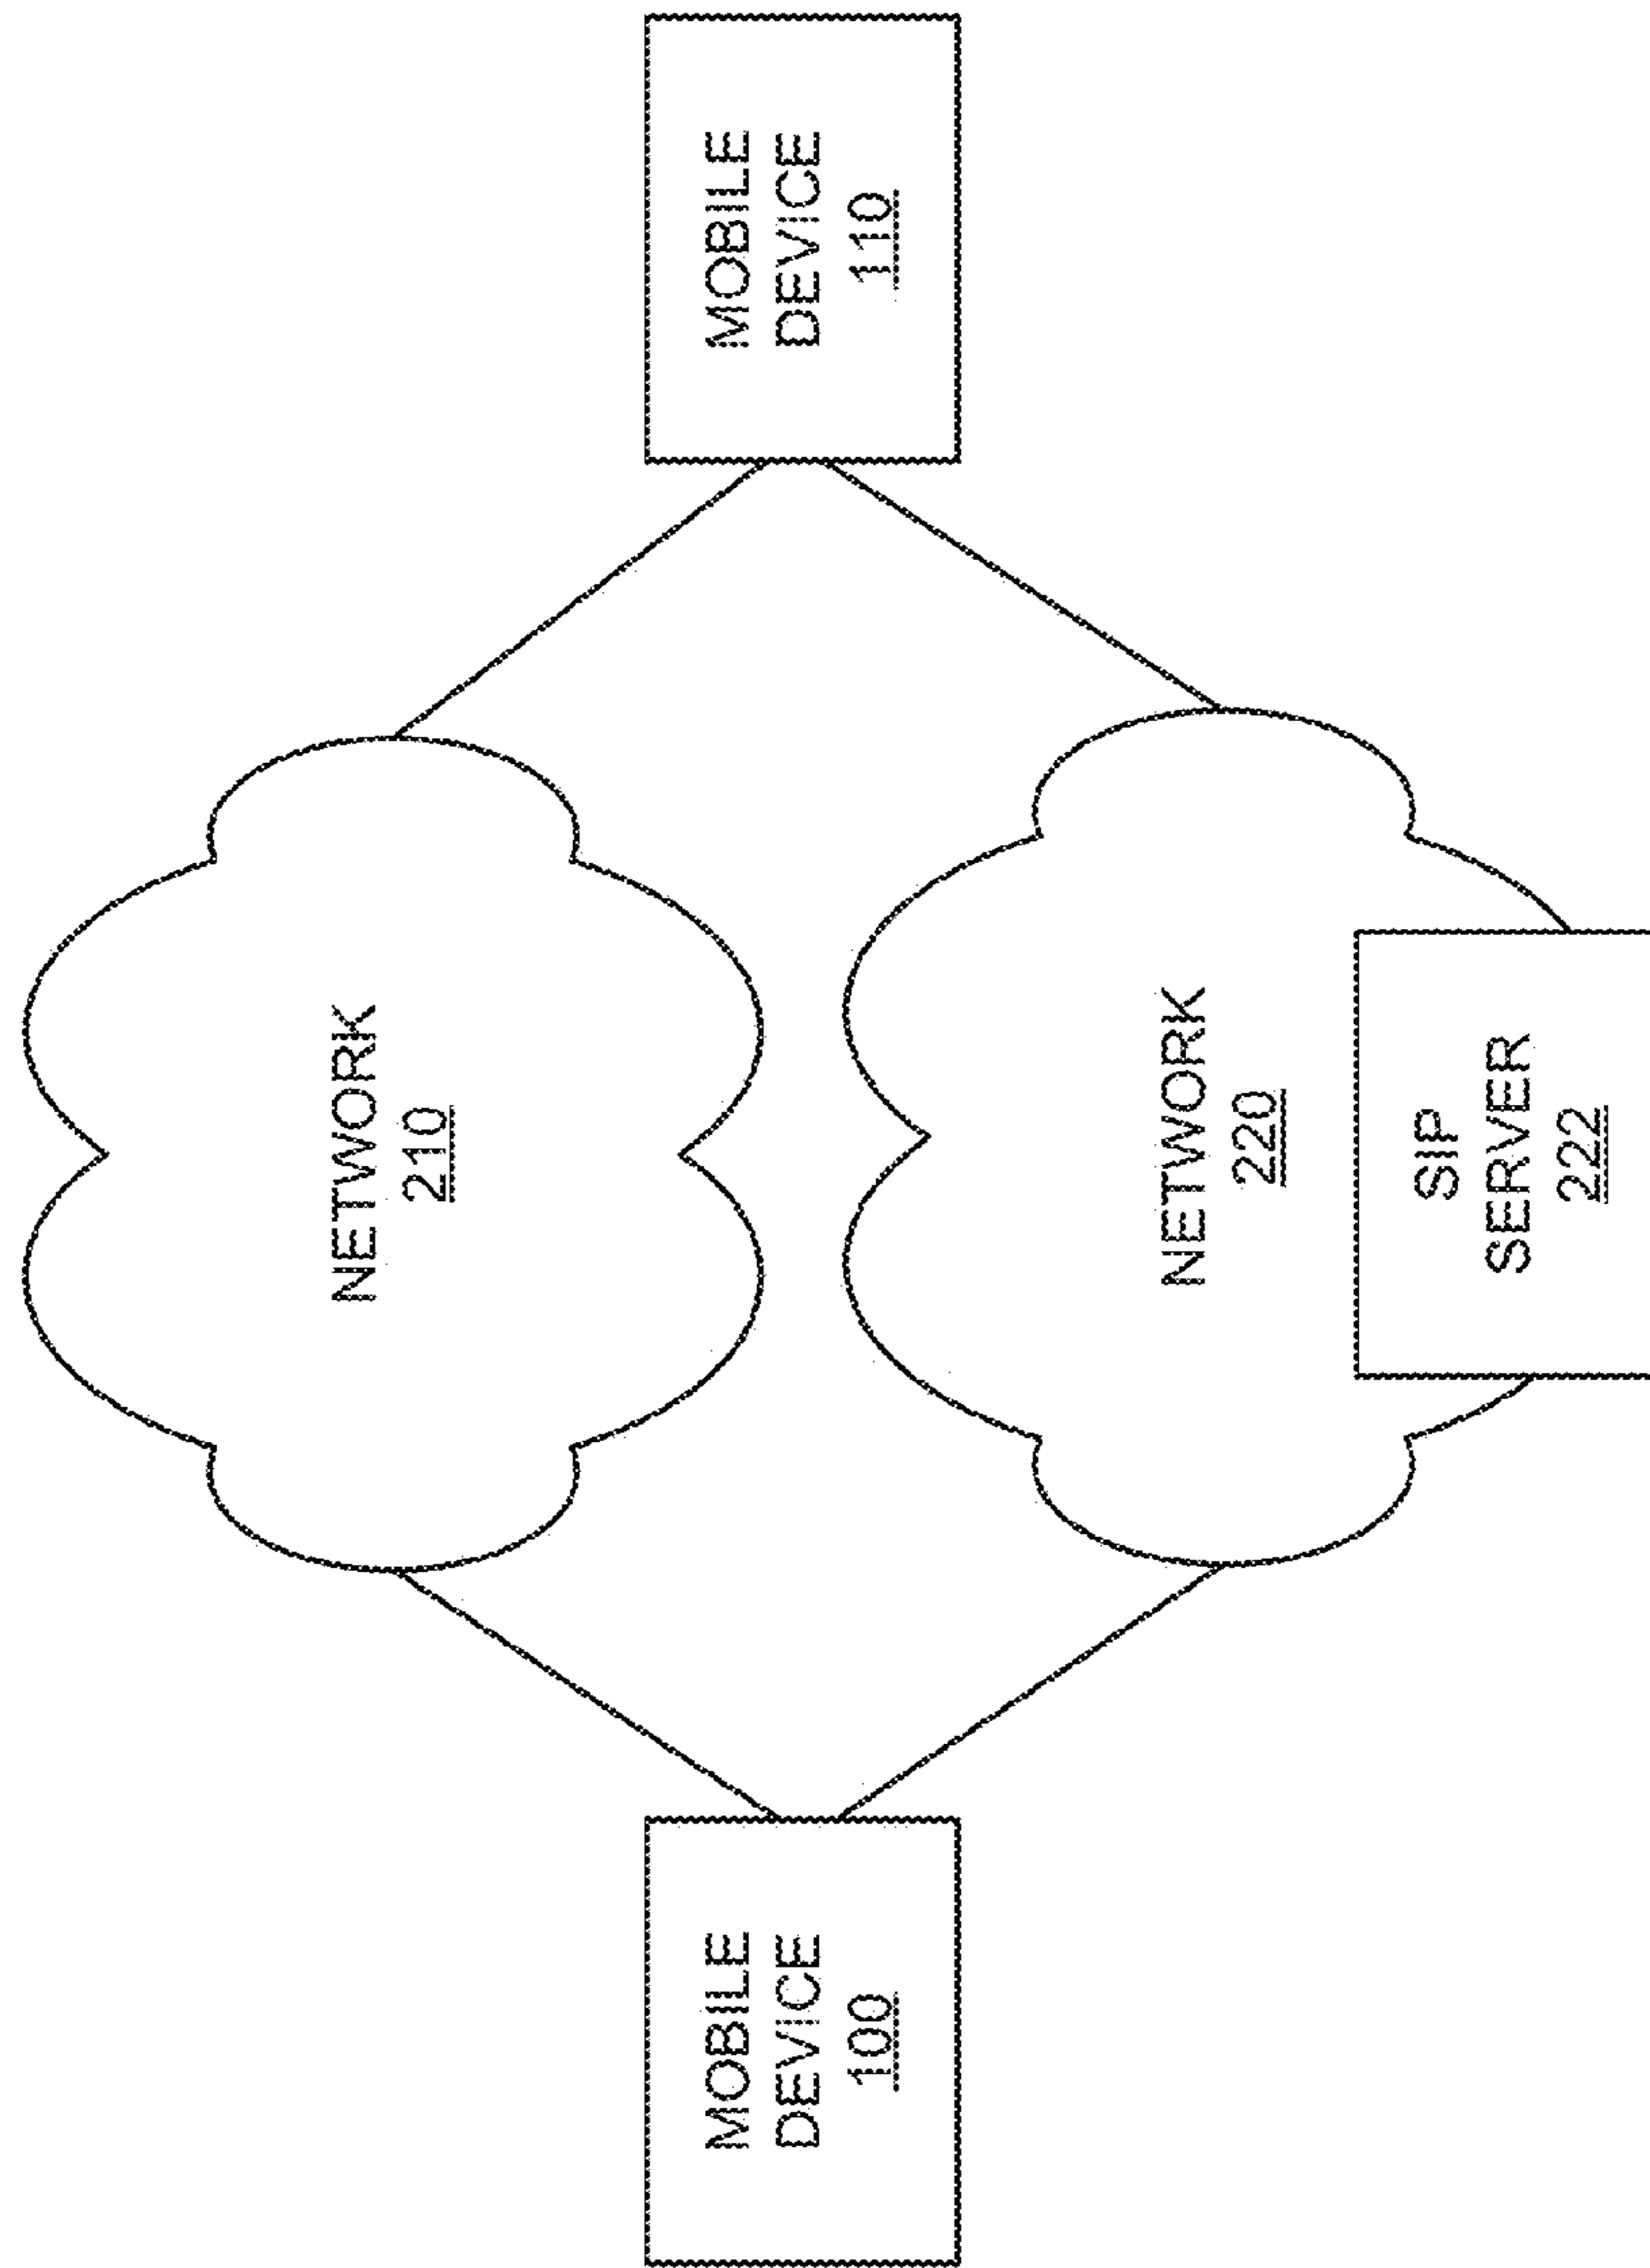 NETWORK
210
MOBILE
DEVICE
100
MOBILE
DEVICE
110
NETWORK
220
SIP
SERVER
222